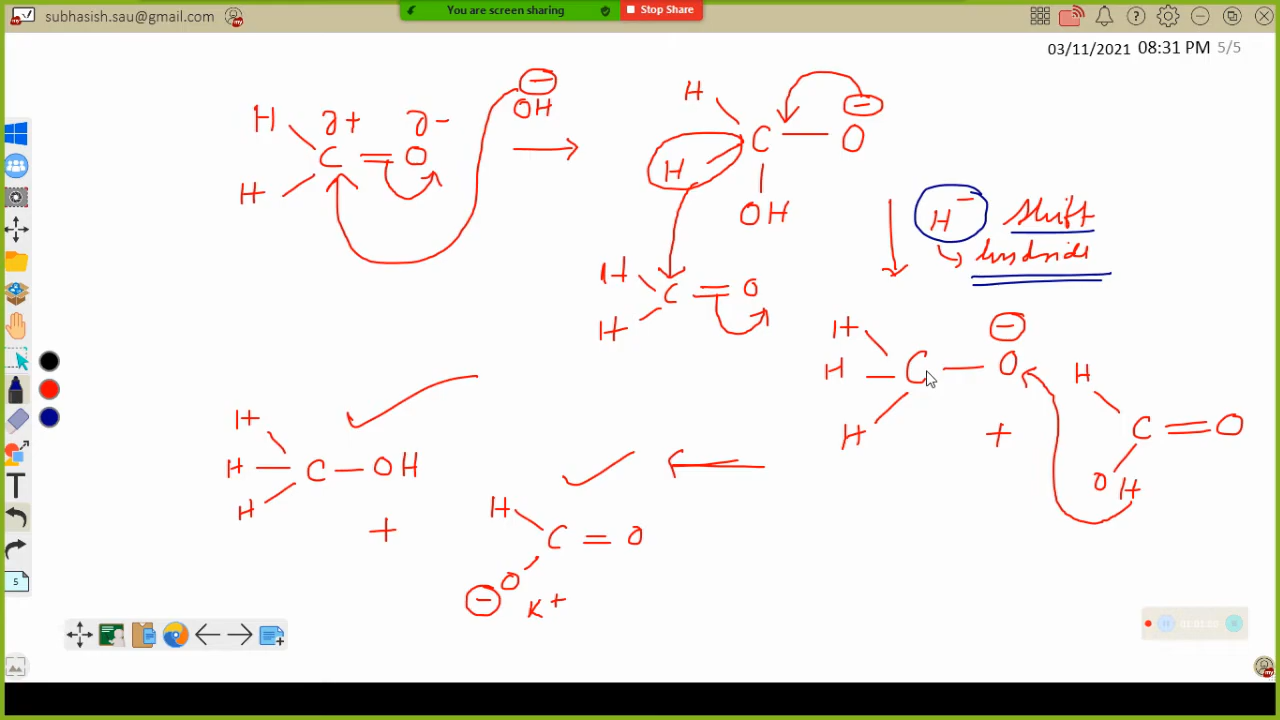 subhasish.sau@gmail.com
You are screen sharing
Stop Share
03/11/2021 08:31 PM 5/5
H
∂+ ∂−
C = O
H
−
OH
H
−
C — O
H
OH
H
C = O
H
H− shift
hydride
H
−
H — C — O
H
+
H
C = O
OH
H
H — C — OH
H
+
H
C = O
− O
K+
T
5